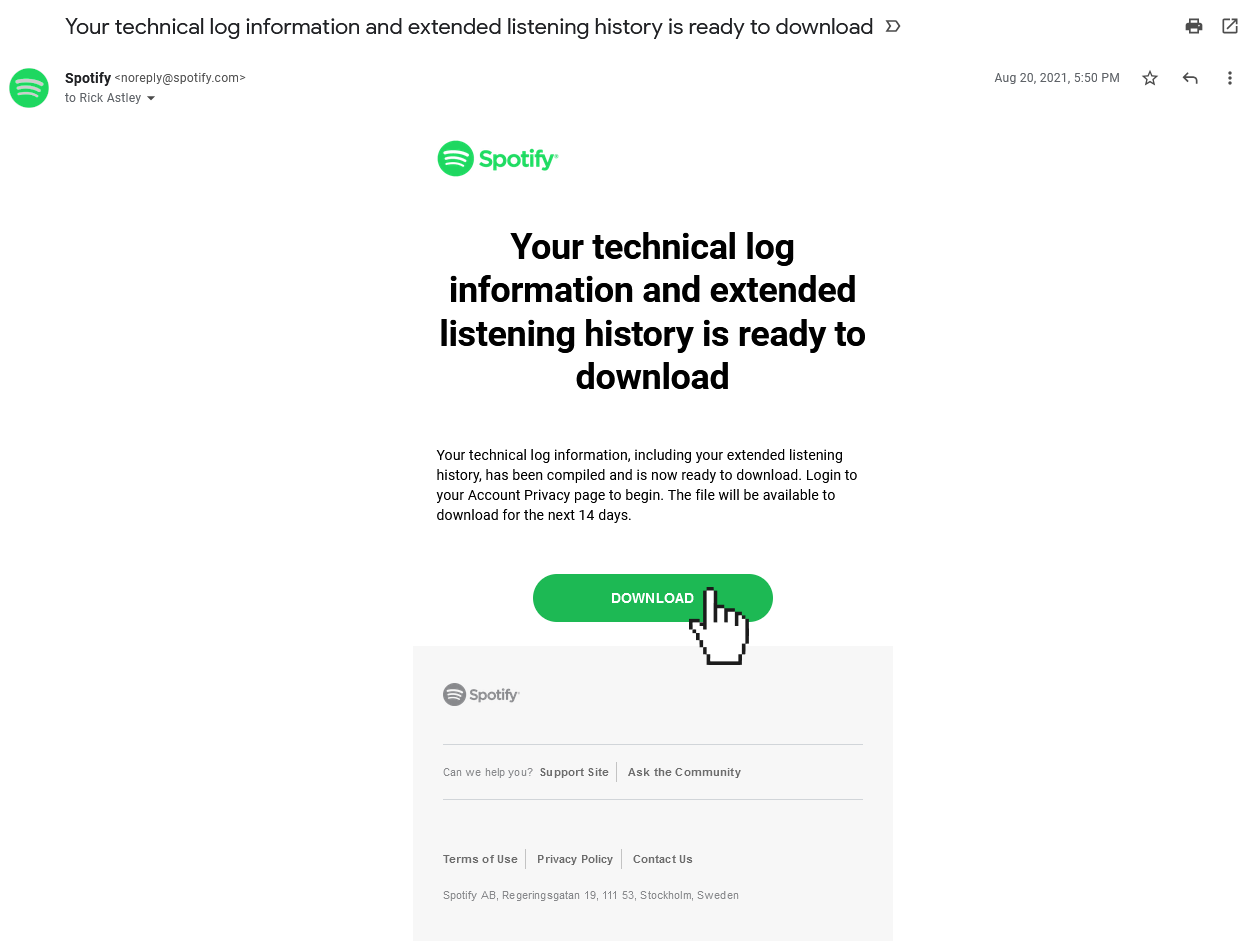 Your technical log information and extended listening history is ready to download
Spotify <noreply@spotify.com>
Aug 20, 2021, 5:50 PM
to Rick Astley
Spotify
Your technical log
information and extended
listening history is ready to
download
Your technical log information, including your extended listening
history, has been compiled and is now ready to download. Login to
your Account Privacy page to begin. The file will be available to
download for the next 14 days.
DOWNLOAD
Spotify
Can we help you? Support Site Ask the Community
Terms of Use Privacy Policy Contact Us
Spotify AB, Regeringsgatan 19, 111 53, Stockholm, Sweden